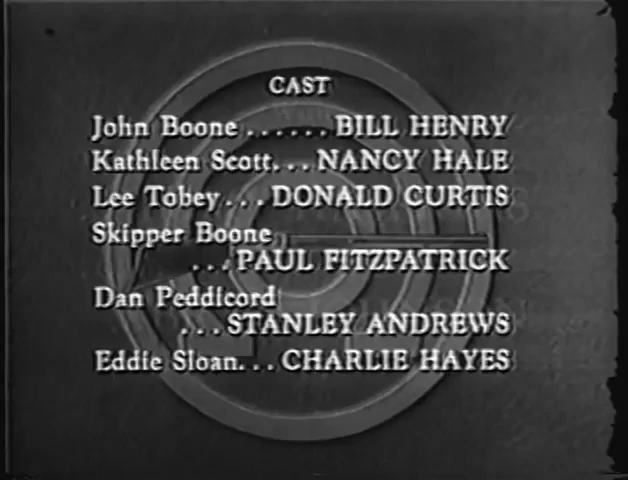 CAST
John Boone ...... BILL HENRY
Kathleen Scott... NANCY HALE
Lee Tobey... DONALD CURTIS
Skipper Boone
... PAUL FITZPATRICK
Dan Peddicord
... STANLEY ANDREWS
Eddie Sloan... CHARLIE HAYES